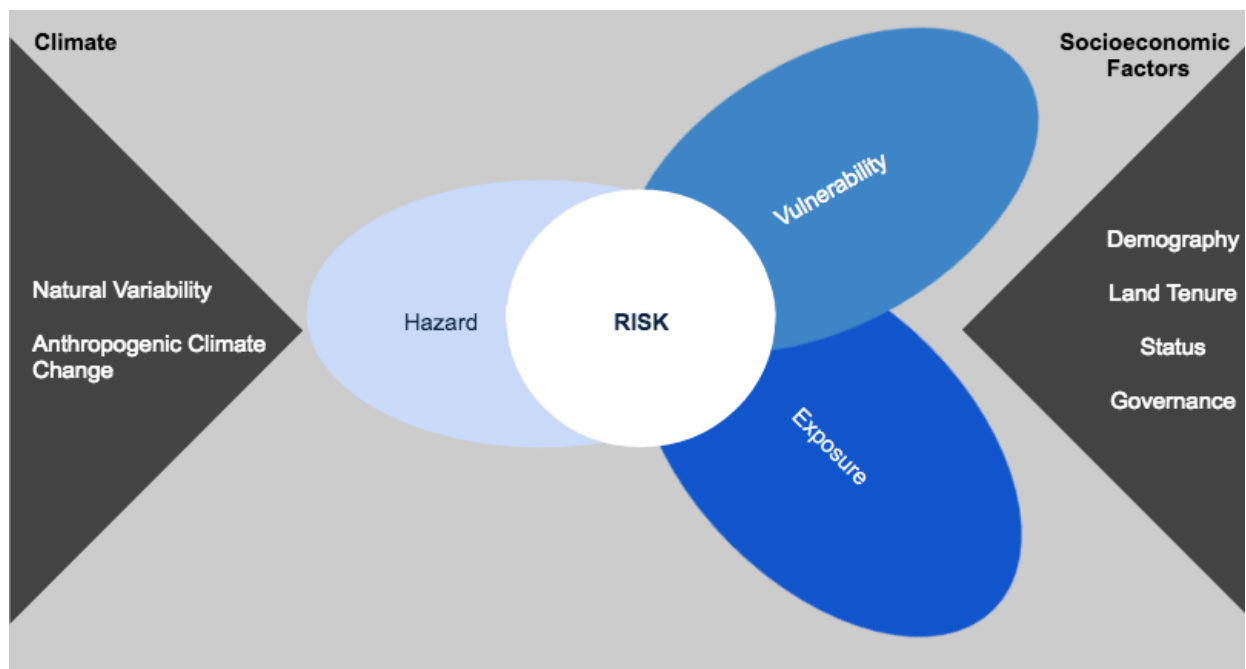 Climate
Natural Variability
Anthropogenic Climate
Change
Hazard
RISK
Vulnerability
Exposure
Socioeconomic
Factors
Demography
Land Tenure
Status
Governance